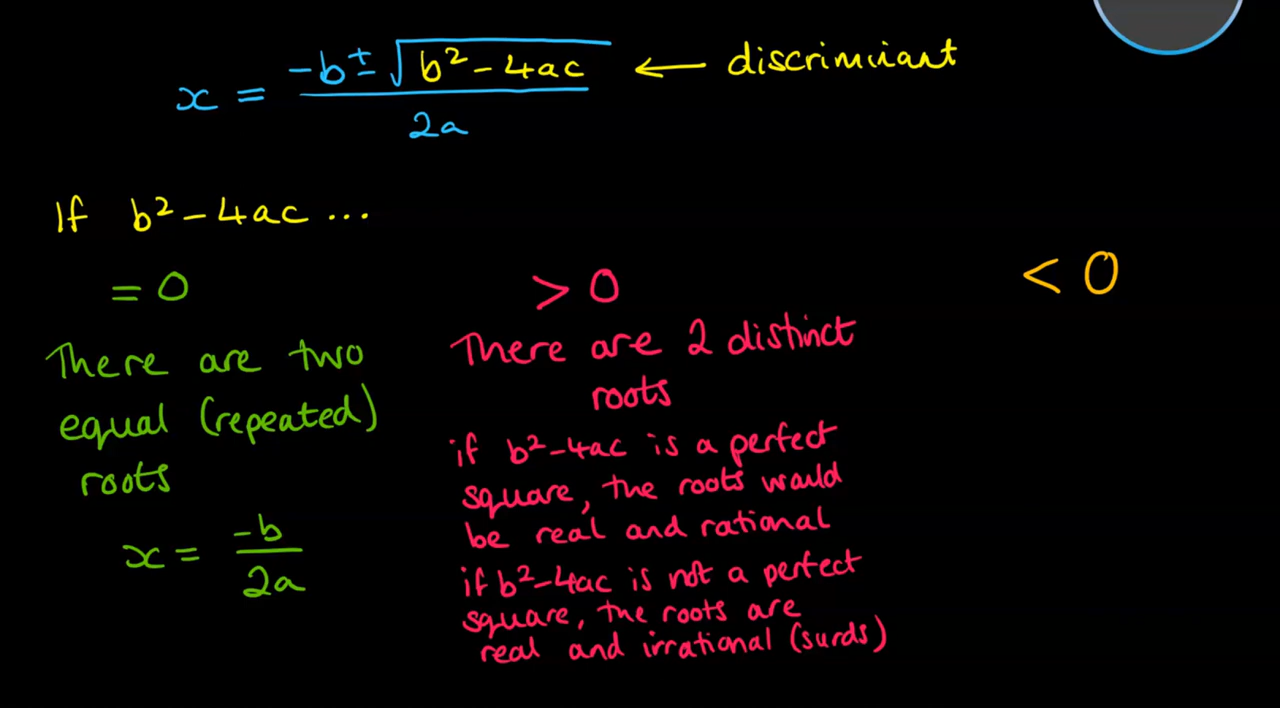 x = -b ± √b² - 4ac / 2a ← discriminant
If b² - 4ac ...
= 0
There are two
equal (repeated)
roots
x = -b / 2a
> 0
There are 2 distinct
roots
if b² - 4ac is a perfect
square, the roots would
be real and rational
if b² - 4ac is not a perfect
square, the roots are
real and irrational (surds)
< 0